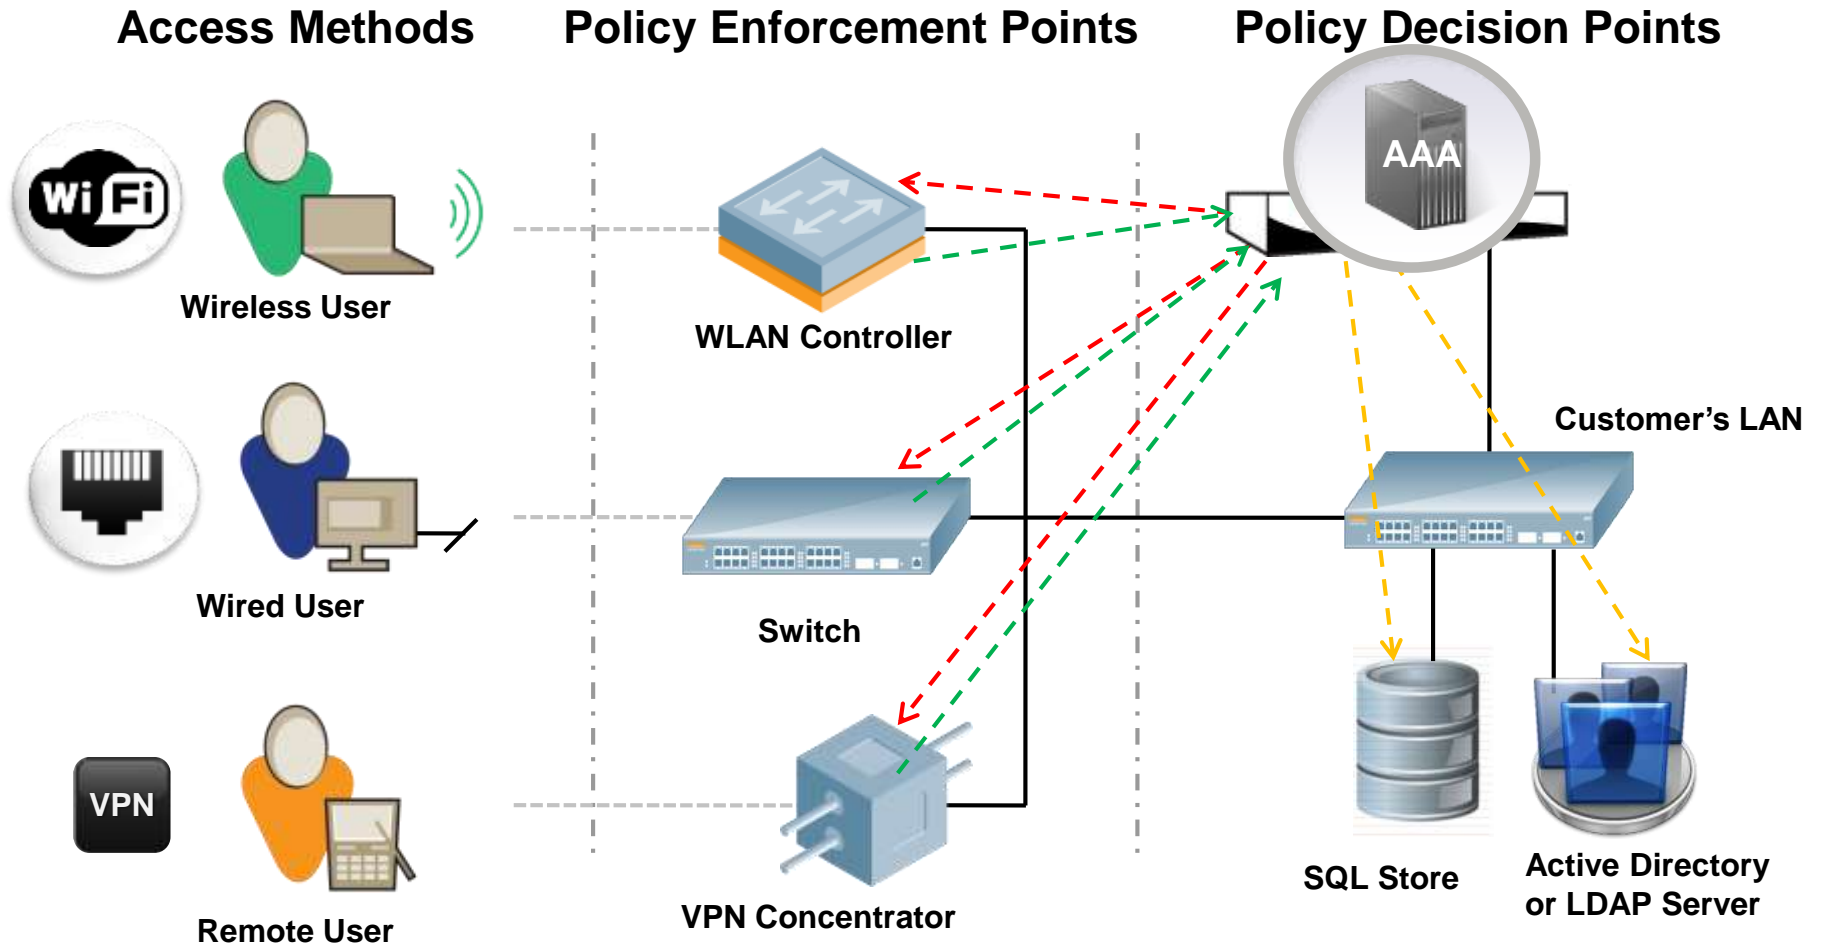 Access Methods
Policy Enforcement Points
Policy Decision Points
AAA
Wi Fi
Wireless User
WLAN Controller
Customer's LAN
Wired User
Switch
VPN
SQL Store
Active Directory
or LDAP Server
VPN Concentrator
Remote User